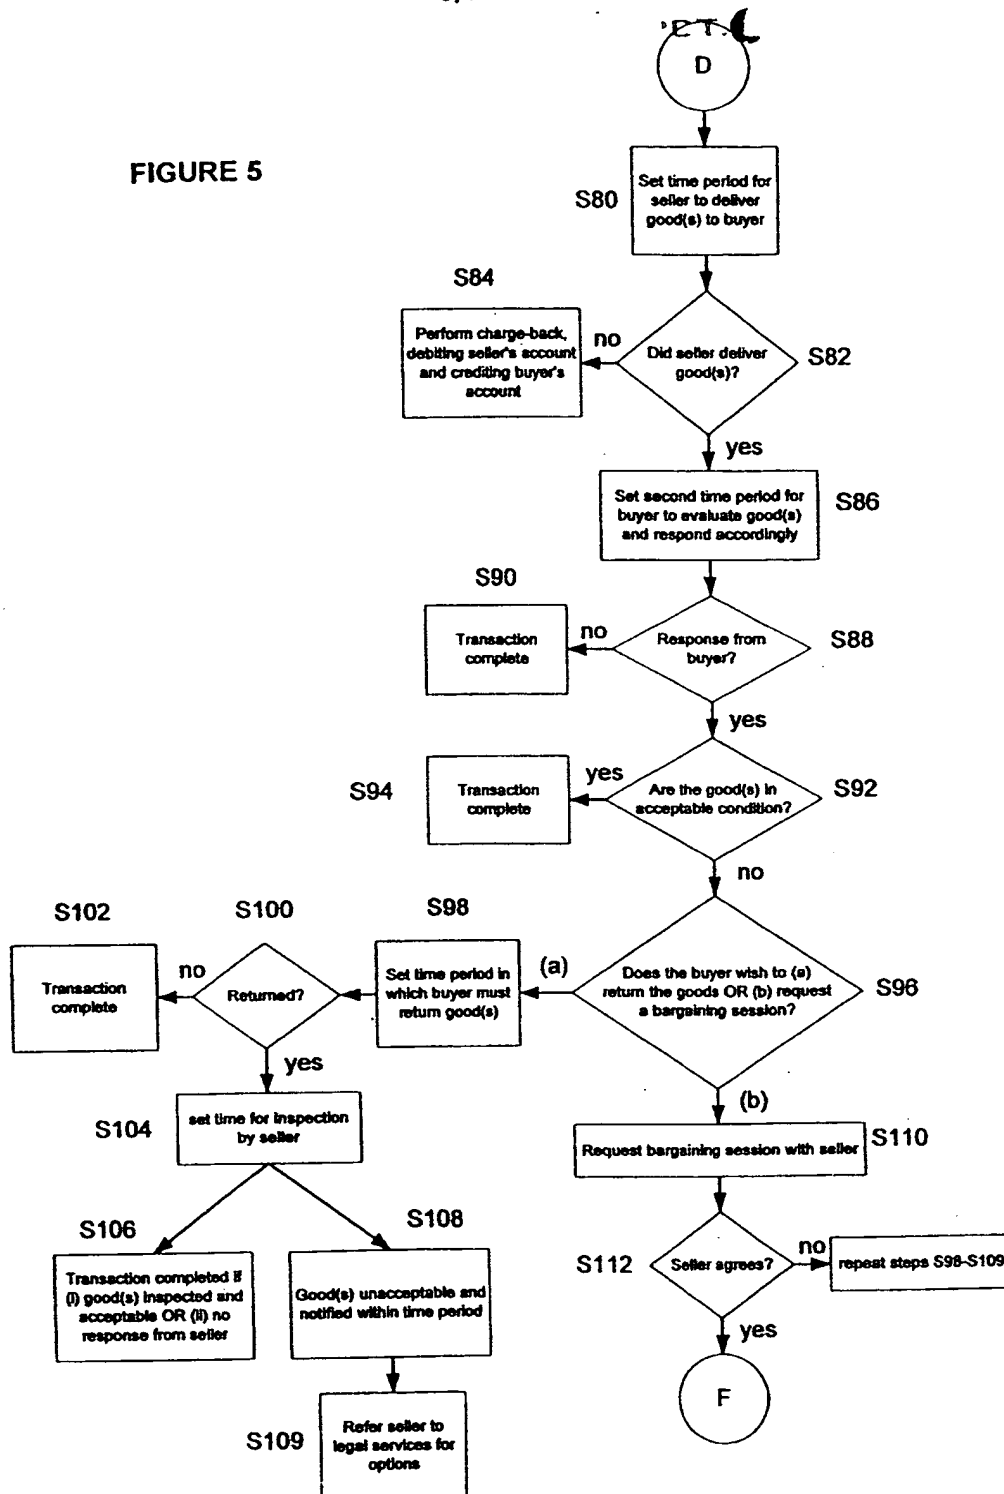 D
FIGURE 5
S80
Set time period for
seller to deliver
good(s) to buyer
S84
Perform charge-back,
debiting seller's account
and crediting buyer's
account
no
Did seller deliver
good(s)?
S82
yes
Set second time period for
buyer to evaluate good(s)
and respond accordingly
S86
S90
Transaction
complete
no
Response from
buyer?
S88
yes
S94
Transaction
complete
yes
Are the good(s) in
acceptable condition?
S92
no
S102
S100
S98
Transaction
complete
no
Returned?
Set time period in
which buyer must
return good(s)
(a)
Does the buyer wish to (a)
return the goods OR (b) request
a bargaining session?
S96
yes
(b)
S104
set time for inspection
by seller
Request bargaining session with seller
S110
S106
S108
Transaction completed if
(i) good(s) inspected and
acceptable OR (ii) no
response from seller
Good(s) unacceptable and
notified within time period
S112
Seller agrees?
no
repeat steps S98-S109
yes
S109
Refer seller to
legal services for
options
F